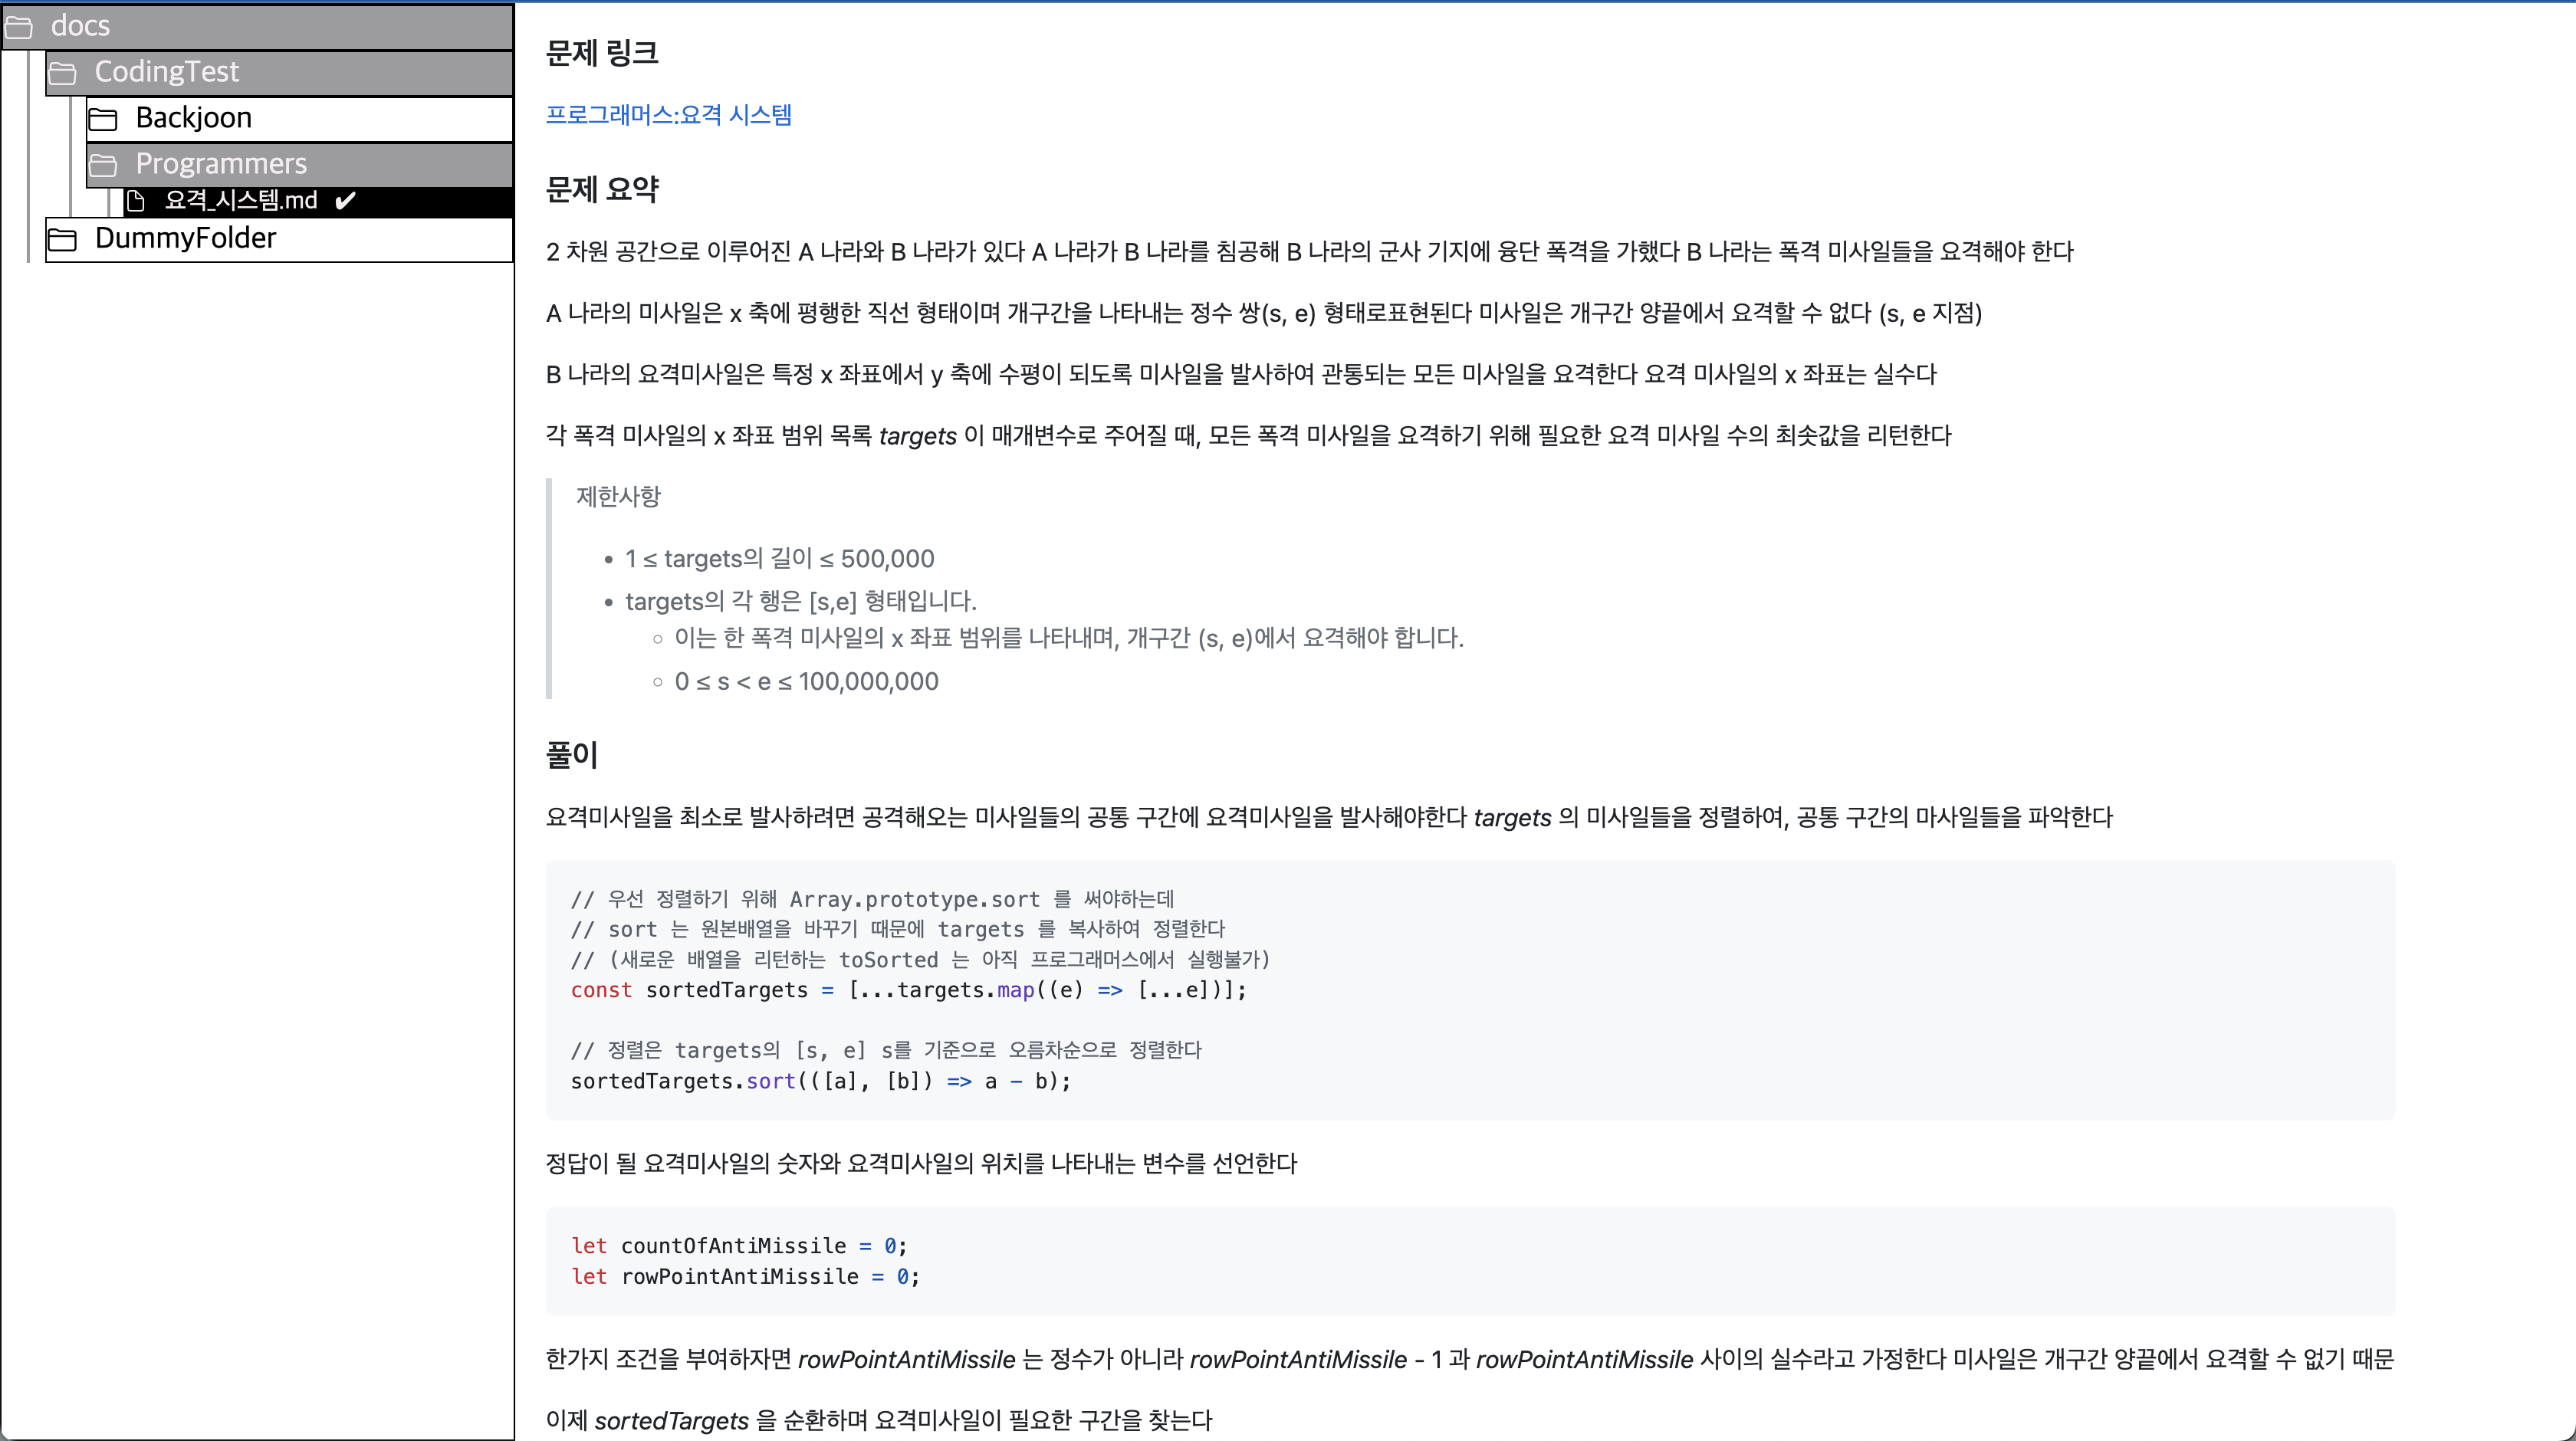 docs
CodingTest
Backjoon
Programmers
요격_시스템.md ✔
DummyFolder
문제 링크
프로그래머스:요격 시스템
문제 요약
2 차원 공간으로 이루어진 A 나라와 B 나라가 있다 A 나라가 B 나라를 침공해 B 나라의 군사 기지에 융단 폭격을 가했다 B 나라는 폭격 미사일들을 요격해야 한다
A 나라의 미사일은 x 축에 평행한 직선 형태이며 개구간을 나타내는 정수 쌍(s, e) 형태로표현된다 미사일은 개구간 양끝에서 요격할 수 없다 (s, e 지점)
B 나라의 요격미사일은 특정 x 좌표에서 y 축에 수평이 되도록 미사일을 발사하여 관통되는 모든 미사일을 요격한다 요격 미사일의 x 좌표는 실수다
각 폭격 미사일의 x 좌표 범위 목록 targets 이 매개변수로 주어질 때, 모든 폭격 미사일을 요격하기 위해 필요한 요격 미사일 수의 최솟값을 리턴한다
제한사항
• 1 ≤ targets의 길이 ≤ 500,000
• targets의 각 행은 [s,e] 형태입니다.
◦ 이는 한 폭격 미사일의 x 좌표 범위를 나타내며, 개구간 (s, e)에서 요격해야 합니다.
◦ 0 ≤ s < e ≤ 100,000,000
풀이
요격미사일을 최소로 발사하려면 공격해오는 미사일들의 공통 구간에 요격미사일을 발사해야한다 targets 의 미사일들을 정렬하여, 공통 구간의 마사일들을 파악한다
// 우선 정렬하기 위해 Array.prototype.sort 를 써야하는데
// sort 는 원본배열을 바꾸기 때문에 targets 를 복사하여 정렬한다
// (새로운 배열을 리턴하는 toSorted 는 아직 프로그래머스에서 실행불가)
const sortedTargets = [...targets.map((e) => [...e])];
// 정렬은 targets의 [s, e] s를 기준으로 오름차순으로 정렬한다
sortedTargets.sort(([a], [b]) => a - b);
정답이 될 요격미사일의 숫자와 요격미사일의 위치를 나타내는 변수를 선언한다
let countOfAntiMissile = 0;
let rowPointAntiMissile = 0;
한가지 조건을 부여하자면 rowPointAntiMissile 는 정수가 아니라 rowPointAntiMissile - 1 과 rowPointAntiMissile 사이의 실수라고 가정한다 미사일은 개구간 양끝에서 요격할 수 없기 때문
이제 sortedTargets 을 순환하며 요격미사일이 필요한 구간을 찾는다